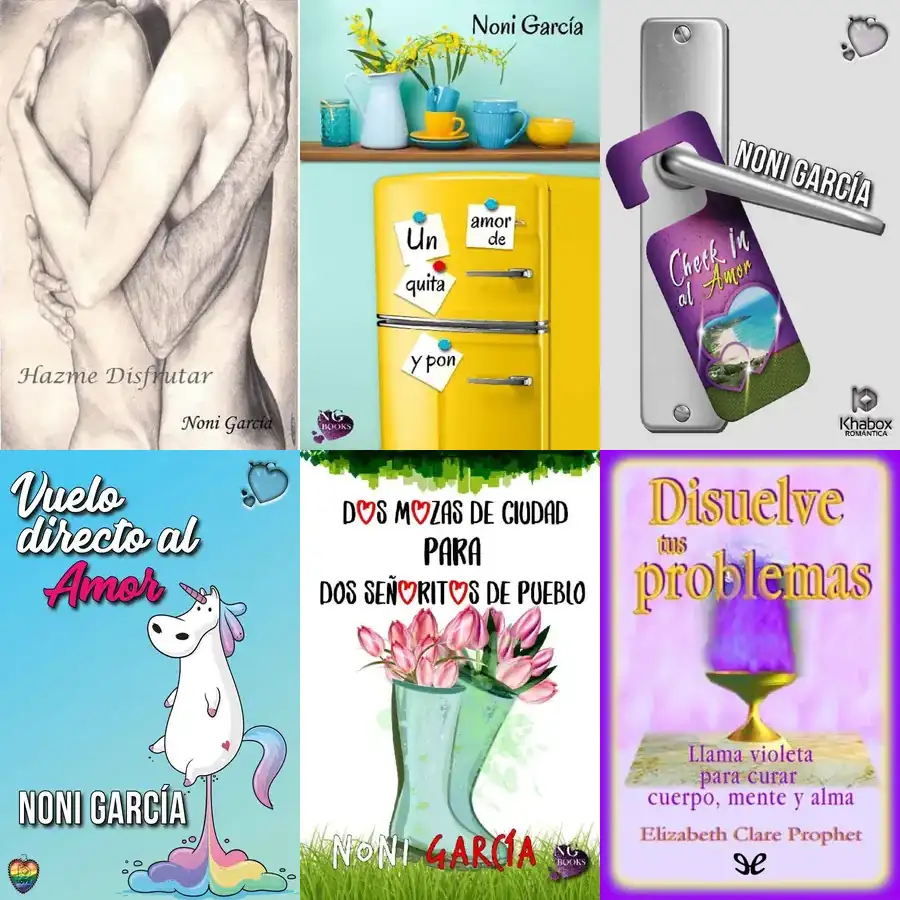 Hazme Disfrutar
Noni García
Noni García
Un
amor
de
quita
y pon
NG
BOOKS
NONI GARCÍA
Check in
al Amor
Khabox
ROMÁNTICA
Vuelo
directo al
Amor
NONI GARCÍA
DOS MOZAS DE CIUDAD
PARA
DOS SEÑORITOS DE PUEBLO
NONI GARCÍA
NG
BOOKS
Disuelve
tus
problemas
Llama violeta
para curar
cuerpo, mente y alma
Elizabeth Clare Prophet